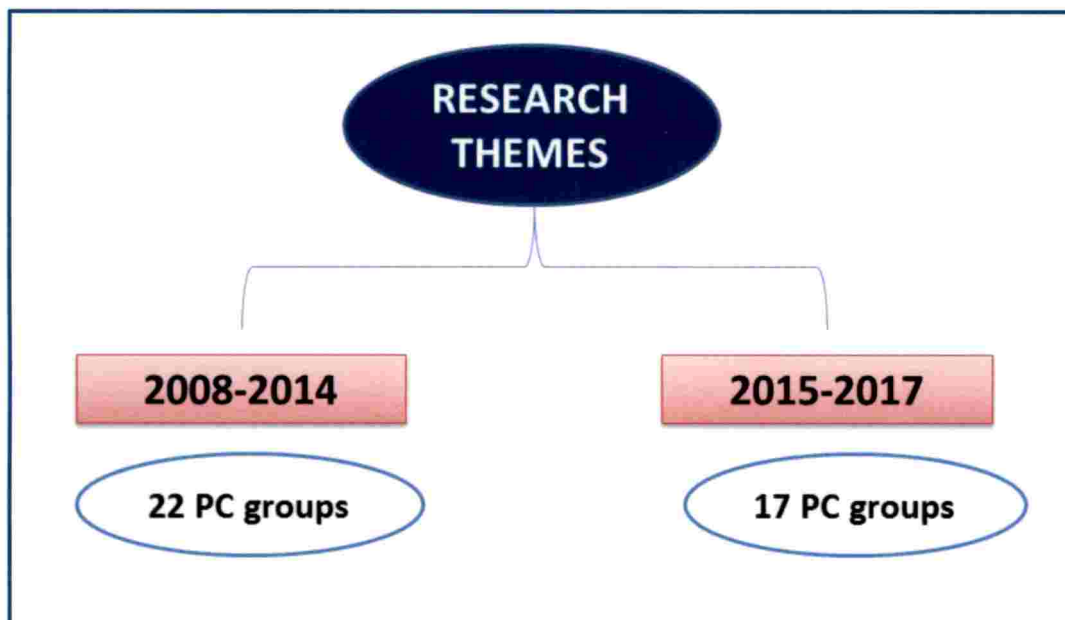 RESEARCH
THEMES
2008-2014
2015-2017
22 PC groups
17 PC groups